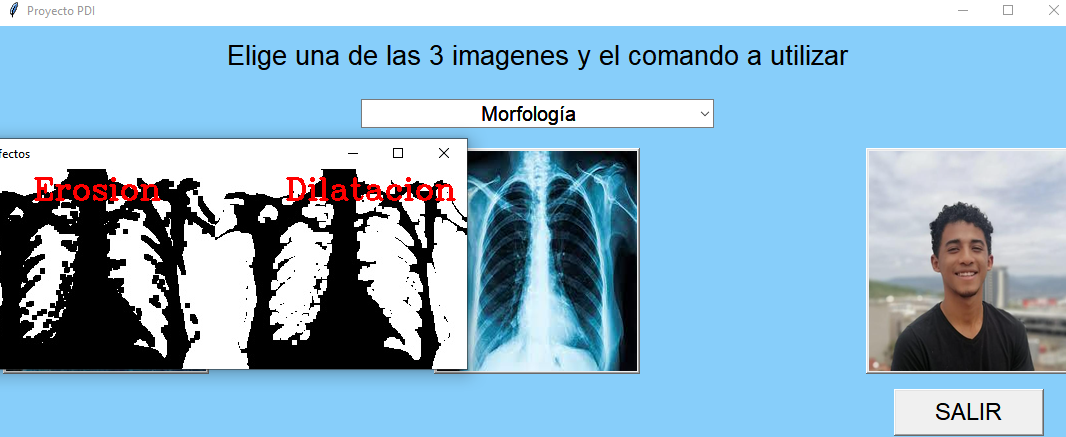 Proyecto PDI
Elige una de las 3 imagenes y el comando a utilizar
Morfología
fectos
Erosion
Dilatacion
SALIR